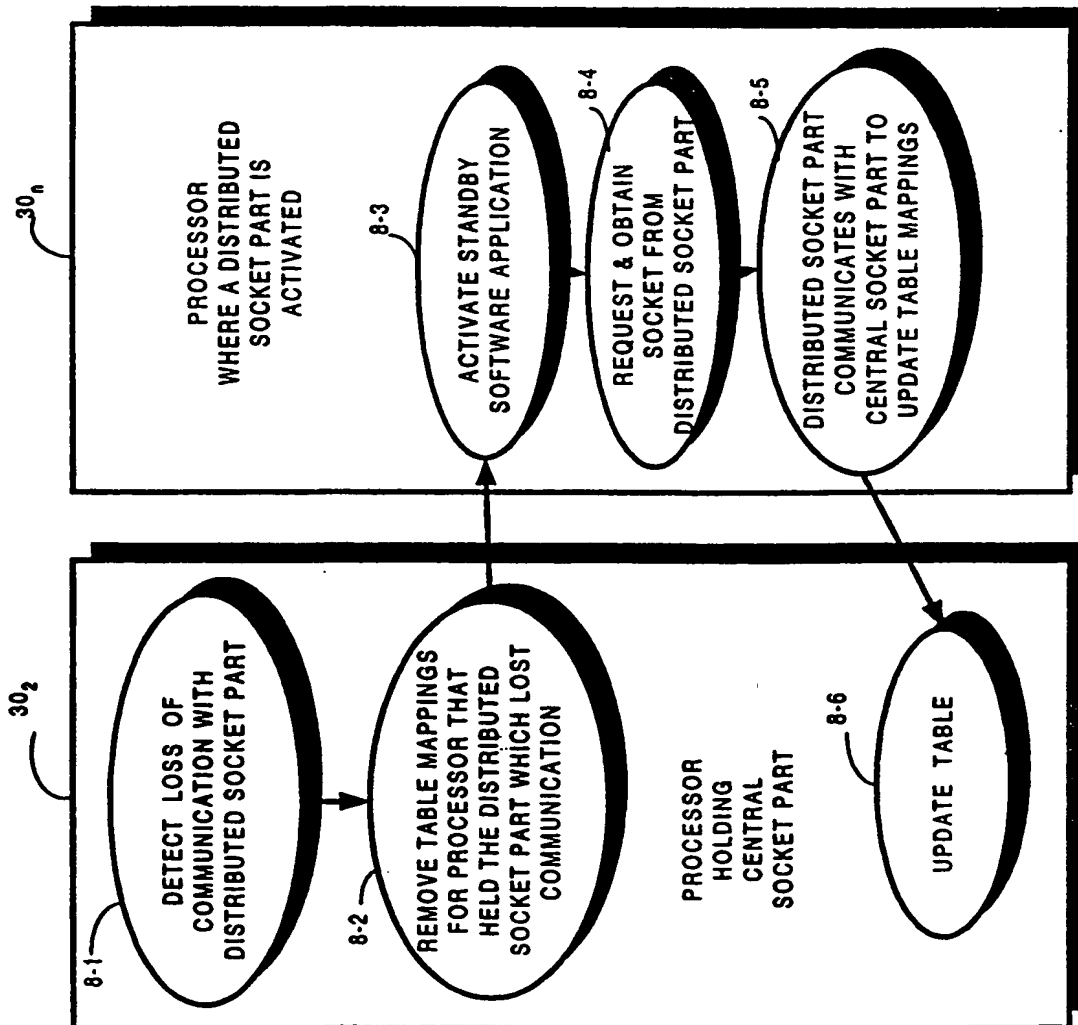 30₂
8-1
DETECT LOSS OF
COMMUNICATION WITH
DISTRIBUTED SOCKET PART
8-2
REMOVE TABLE MAPPINGS
FOR PROCESSOR THAT
HELD THE DISTRIBUTED
SOCKET PART WHICH LOST
COMMUNICATION
PROCESSOR
HOLDING
CENTRAL
SOCKET PART
8-6
UPDATE TABLE
30ₙ
PROCESSOR
WHERE A DISTRIBUTED
SOCKET PART IS
ACTIVATED
8-3
ACTIVATE STANDBY
SOFTWARE APPLICATION
8-4
REQUEST & OBTAIN
SOCKET FROM
DISTRIBUTED SOCKET PART
8-5
DISTRIBUTED SOCKET PART
COMMUNICATES WITH
CENTRAL SOCKET PART TO
UPDATE TABLE MAPPINGS